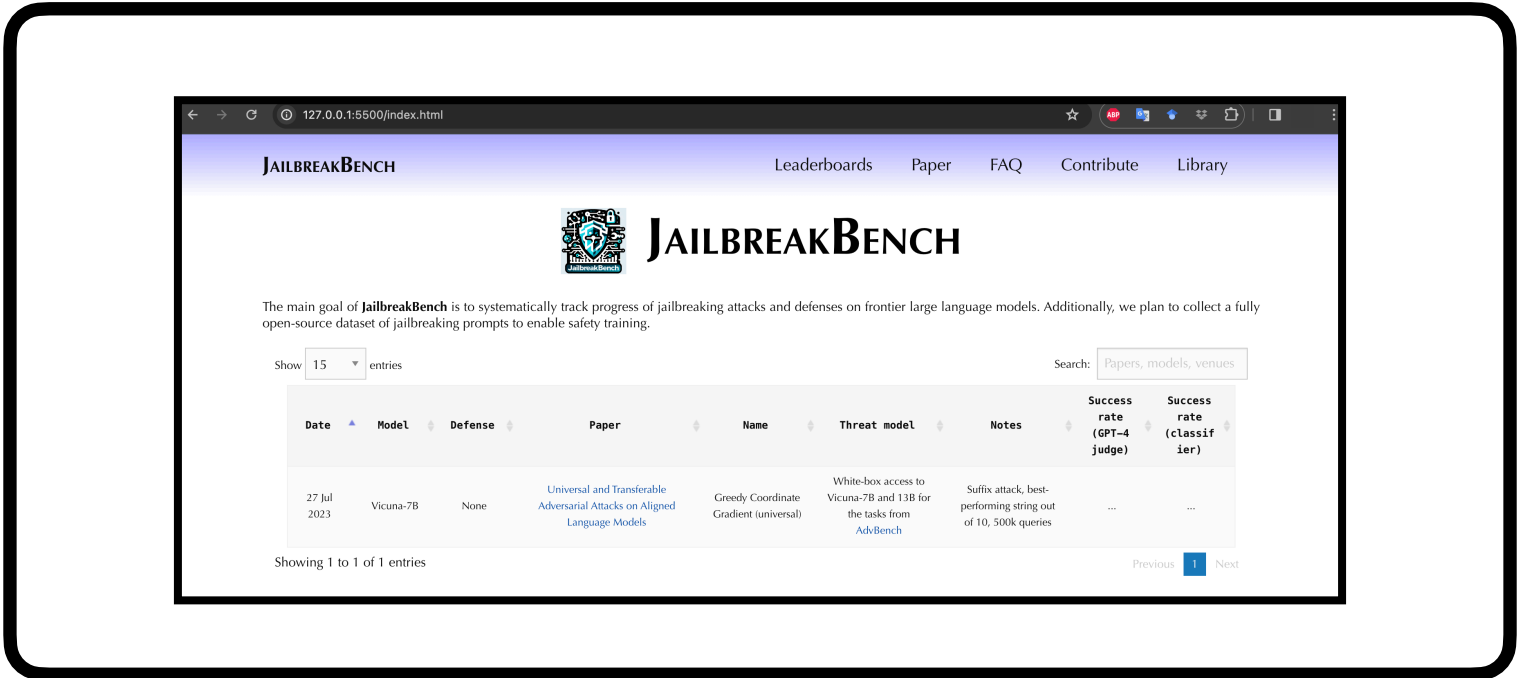 127.0.0.1:5500/index.html
ABP
JAILBREAKBENCH
Leaderboards Paper FAQ Contribute Library
JailbreakBench
JAILBREAKBENCH
The main goal of JailbreakBench is to systematically track progress of jailbreaking attacks and defenses on frontier large language models. Additionally, we plan to collect a fully
open-source dataset of jailbreaking prompts to enable safety training.
Show 15 entries
Search: Papers, models, venues
Date Model Defense Paper Name Threat model Notes
Success
rate
(GPT-4
judge)
Success
rate
(classif
ier)
27 Jul
2023
Vicuna-7B
None
Universal and Transferable
Adversarial Attacks on Aligned
Language Models
Greedy Coordinate
Gradient (universal)
White-box access to
Vicuna-7B and 13B for
the tasks from
AdvBench
Suffix attack, best-
performing string out
of 10, 500k queries
...
...
Showing 1 to 1 of 1 entries
Previous 1 Next